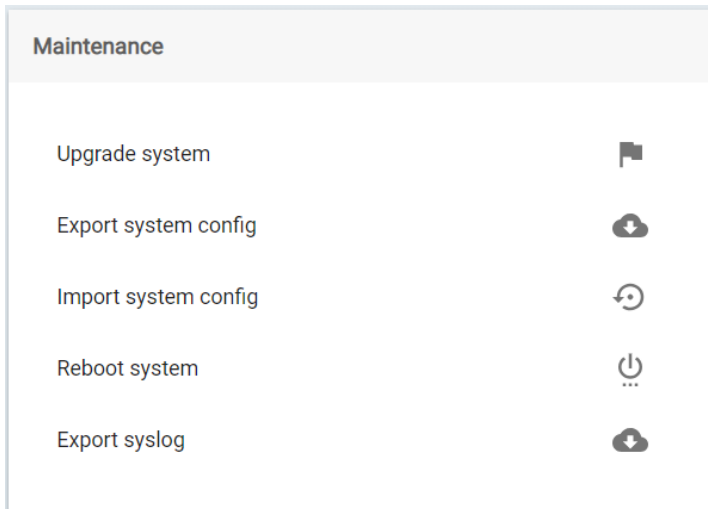 Maintenance
Upgrade system
Export system config
Import system config
Reboot system
Export syslog